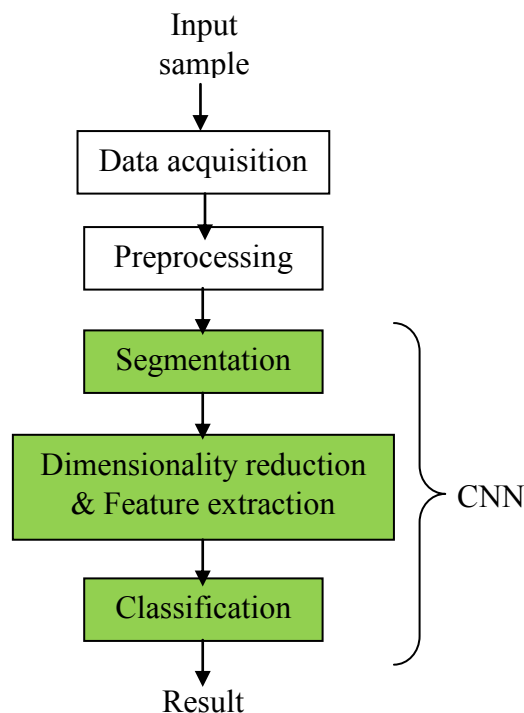 Input
sample
Data acquisition
Preprocessing
Segmentation
Dimensionality reduction
& Feature extraction
CNN
Classification
Result